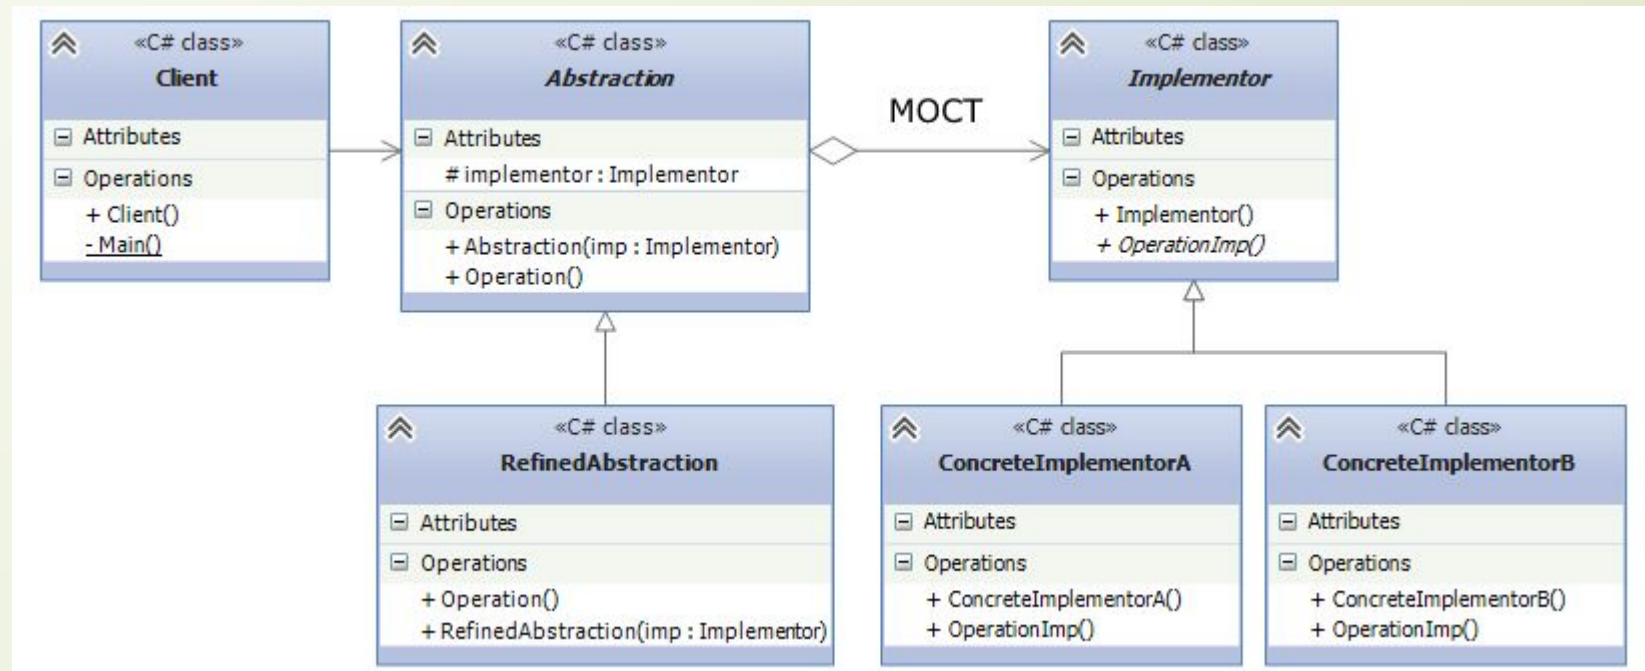 «C# class»
Client
Attributes
Operations
+ Client()
- Main()
«C# class»
Abstraction
Attributes
# implementor : Implementor
Operations
+ Abstraction(imp : Implementor)
+ Operation()
МОСТ
«C# class»
Implementor
Attributes
Operations
+ Implementor()
+ OperationImp()
«C# class»
RefinedAbstraction
Attributes
Operations
+ Operation()
+ RefinedAbstraction(imp : Implementor)
«C# class»
ConcreteImplementorA
Attributes
Operations
+ ConcreteImplementorA()
+ OperationImp()
«C# class»
ConcreteImplementorB
Attributes
Operations
+ ConcreteImplementorB()
+ OperationImp()